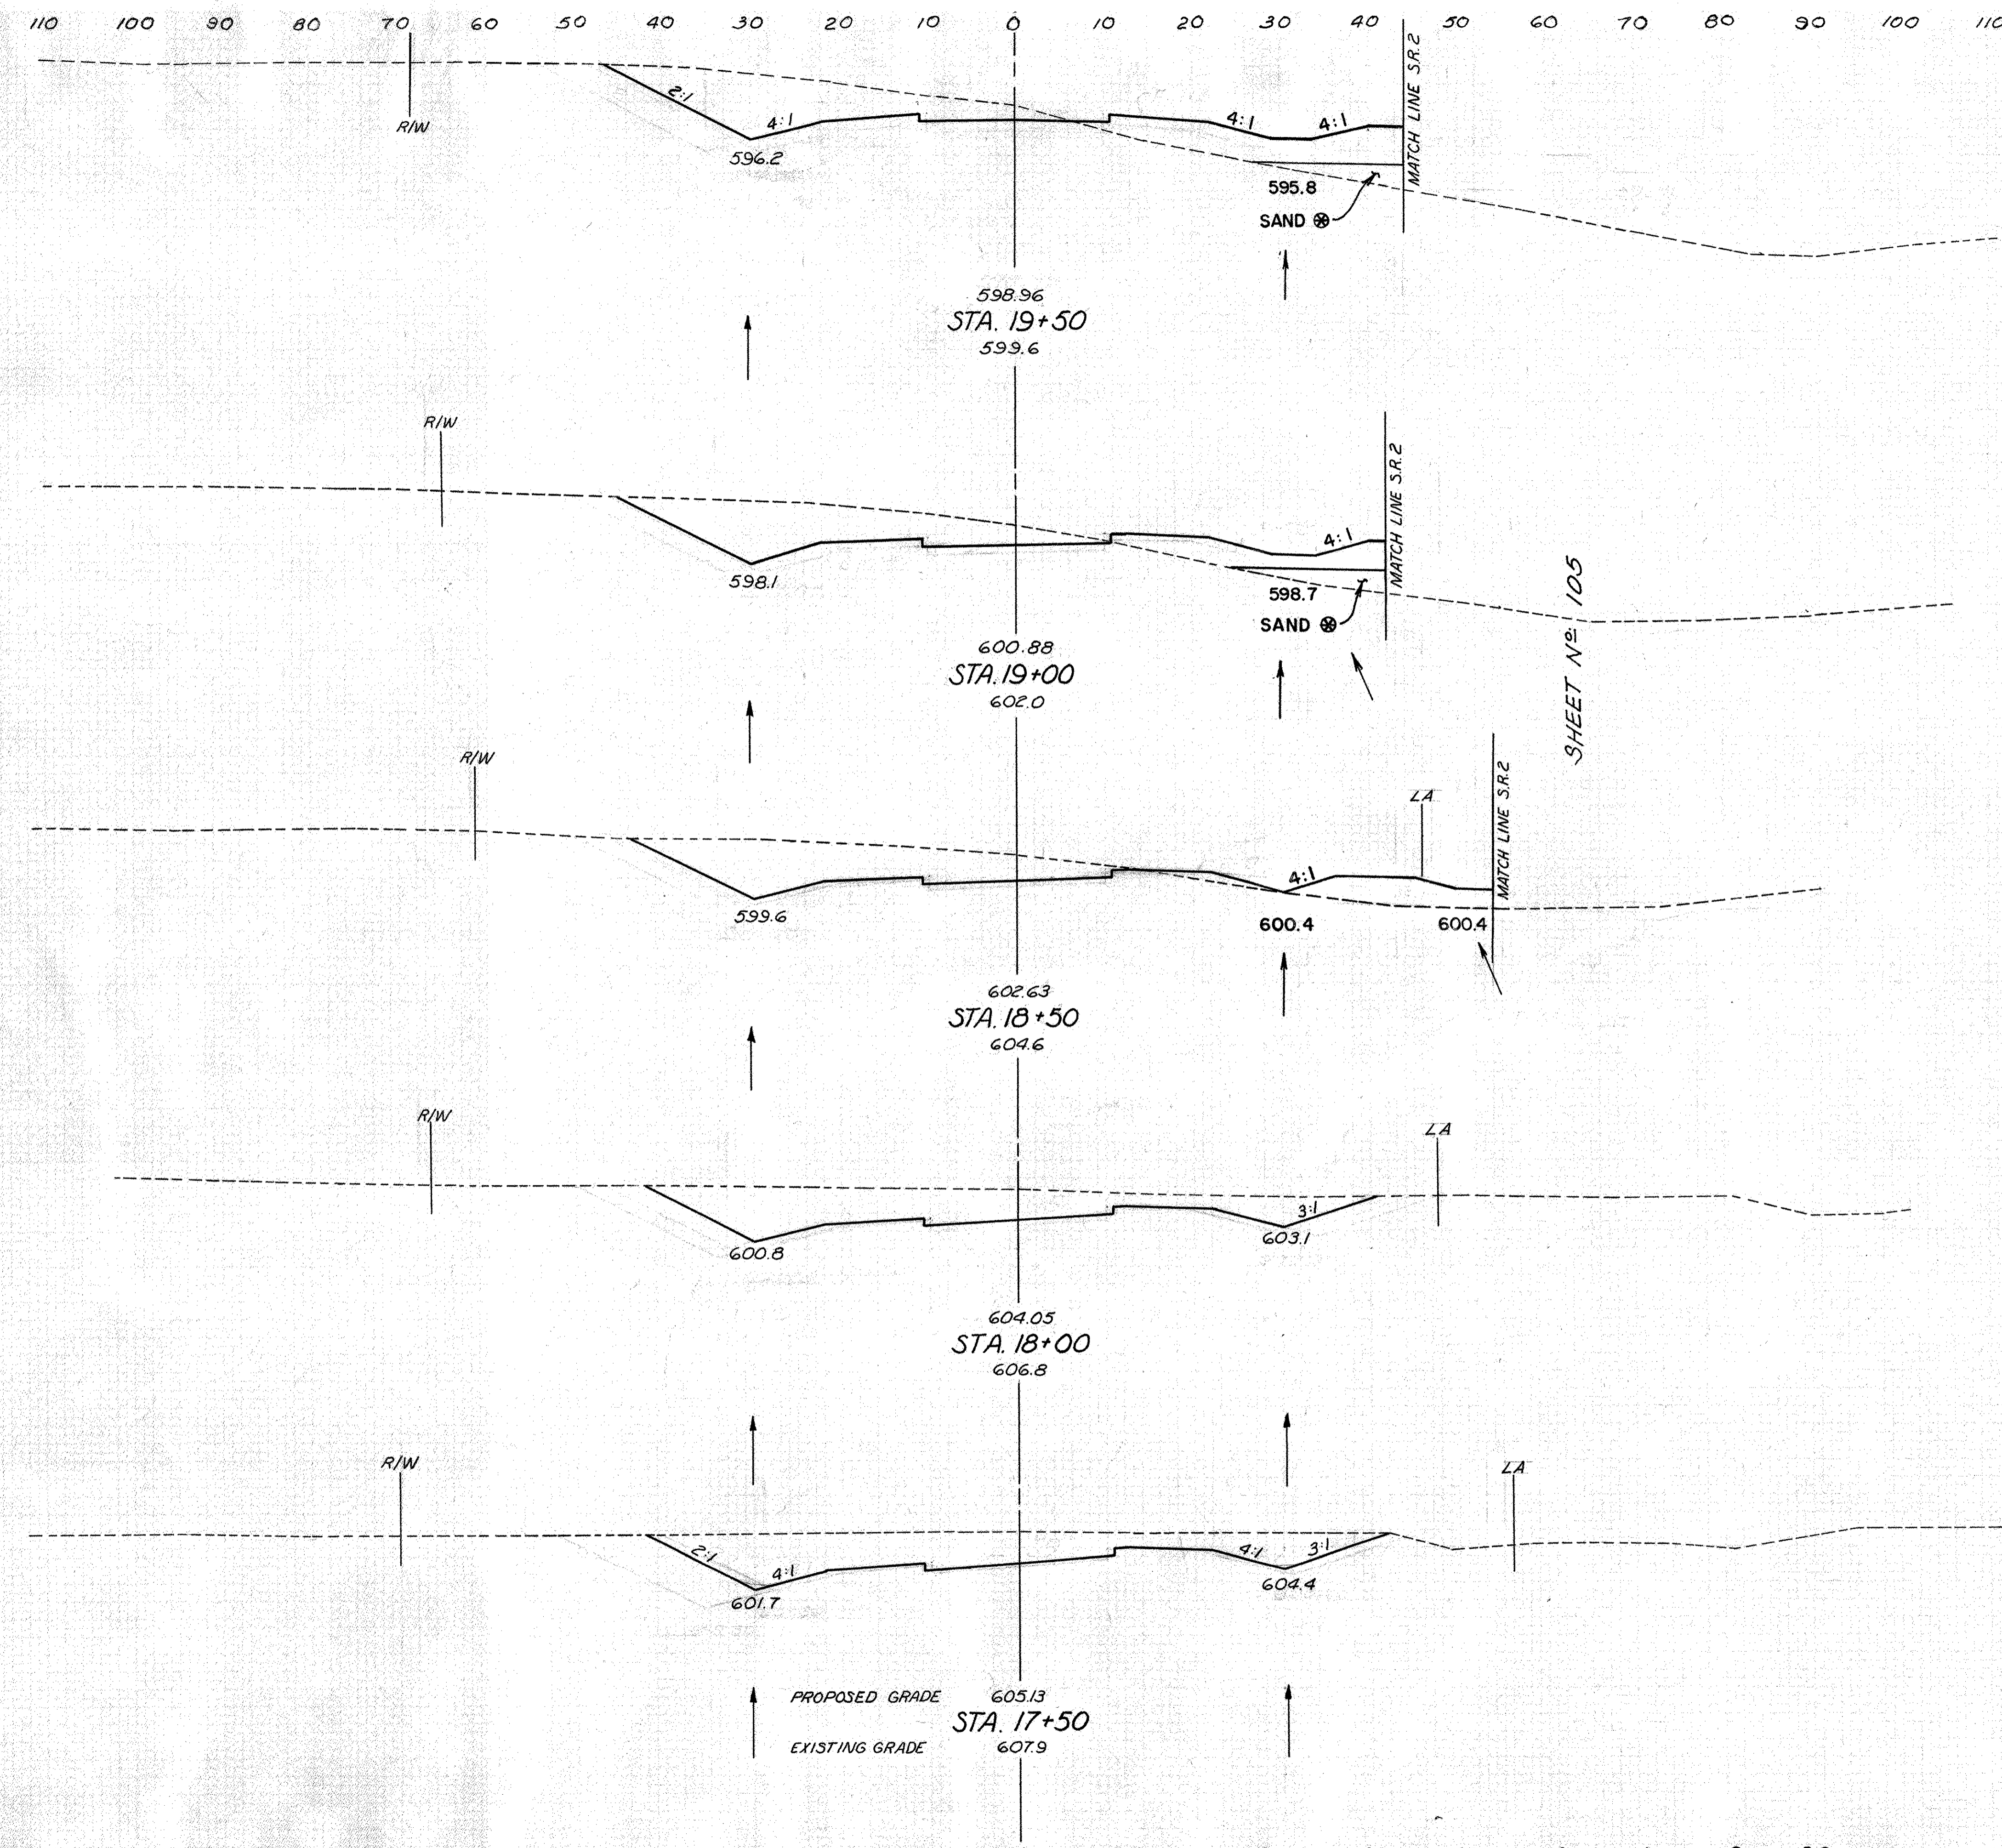 110 100 90 80 70 60 50 40 30 20 10 0 10 20 30 40 50 60 70 80 90 100 110
R/W
2:1
4:1
596.2
4:1
4:1
MATCH LINE S.R.2
595.8
SAND
598.96
STA. 19+50
599.6
R/W
598.1
4:1
MATCH LINE S.R.2
598.7
SAND
600.88
STA. 19+00
602.0
SHEET No. 105
R/W
599.6
4:1
LA
MATCH LINE S.R.2
600.4
600.4
602.63
STA. 18+50
604.6
R/W
LA
600.8
3:1
603.1
604.05
STA. 18+00
606.8
R/W
LA
2:1
4:1
601.7
4:1
3:1
604.4
PROPOSED GRADE 605.13
STA. 17+50
EXISTING GRADE 607.9